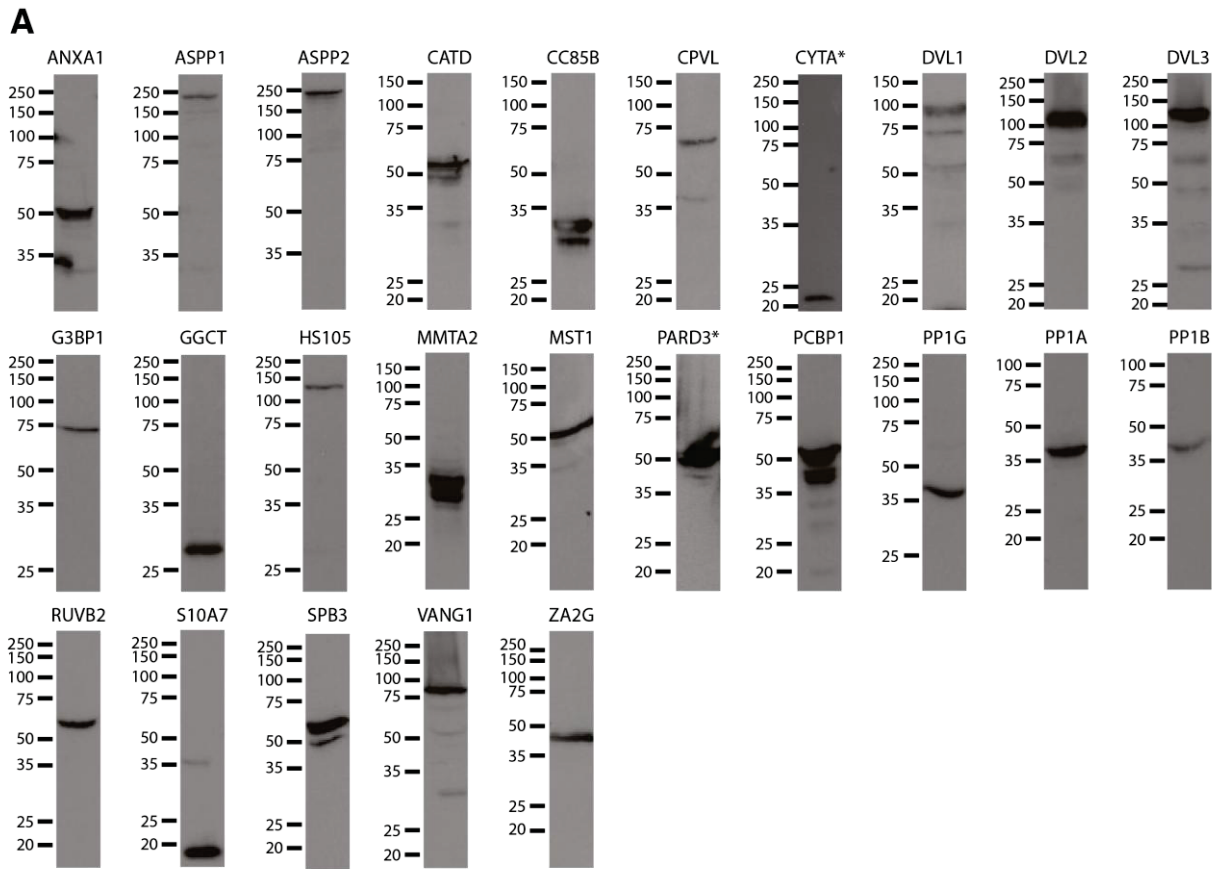 A
ANXA1 ASPP1 ASPP2 CATD CC85B CPVL CYTA* DVL1 DVL2 DVL3
250 150 100 75 50 35
250 150 100 75 50 35
250 150 100 75 50 35
150 100 75 50 35 25 20
150 100 75 50 35 25 20
150 100 75 50 35 25 20
250 150 100 75 50 35 25 20
150 100 75 50 35 25 20
250 150 100 75 50 35 25 20
250 150 100 75 50 35 25 20
G3BP1 GGCT HS105 MMTA2 MST1 PARD3* PCBP1 PP1G PP1A PP1B
250 150 100 75 50 35 25
250 150 100 75 50 35 25
250 150 100 75 50 35 25
150 100 75 50 35 25 20
150 100 75 50 35 25 20
250 150 100 75 50 35 25 20
250 150 100 75 50 35 25 20
250 150 100 75 50 35 25
100 75 50 35 25 20
100 75 50 35 25 20
RUVB2 S10A7 SPB3 VANG1 ZA2G
250 150 100 75 50 35 25 20
250 150 100 75 50 35 25 20
250 150 100 75 50 35 25 20
250 150 100 75 50 35 25 20
250 150 100 75 50 35 25 20